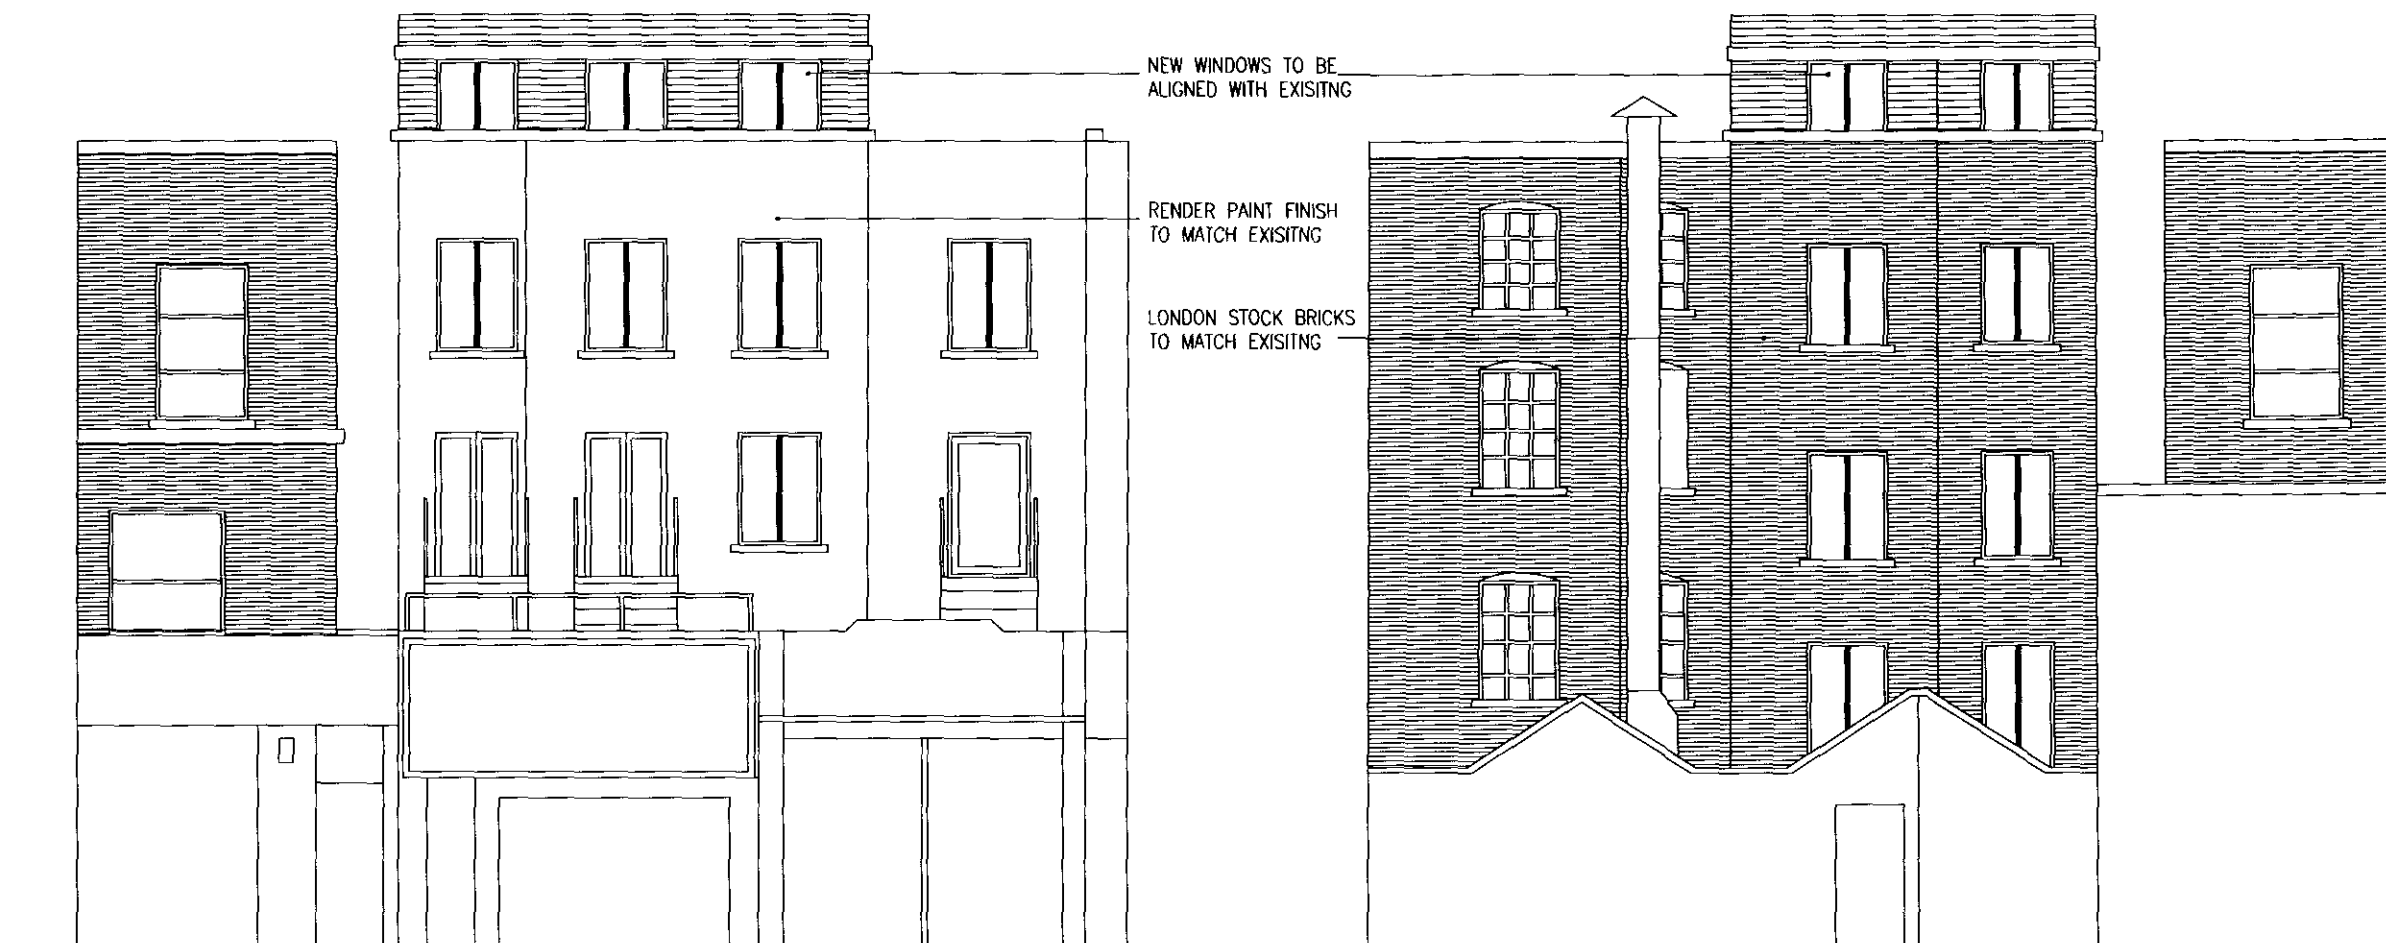 NEW WINDOWS TO BE
ALIGNED WITH EXISITNG
RENDER PAINT FINISH
TO MATCH EXISITNG
LONDON STOCK BRICKS
TO MATCH EXISITNG